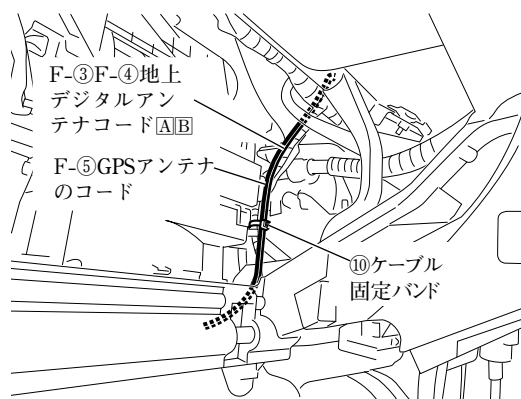 F-③F-④地上
デジタルアン
テナコードAB
F-⑤GPSアンテナ
のコード
⑩ケーブル
固定バンド